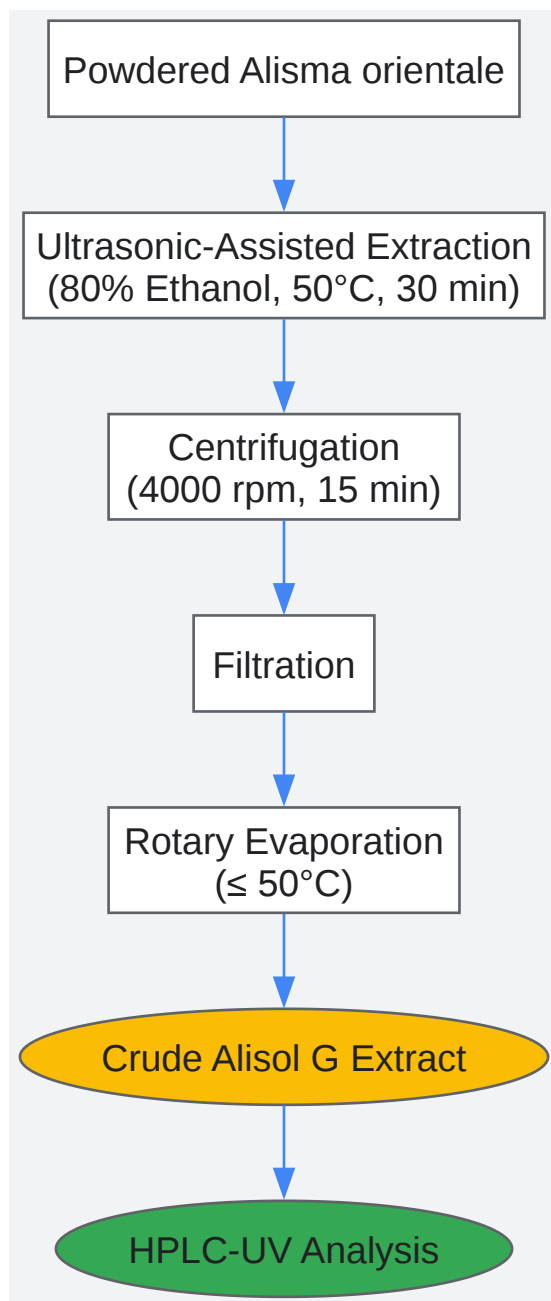 Powdered Alisma orientale
Ultrasonic-Assisted Extraction
(80% Ethanol, 50°C, 30 min)
Centrifugation
(4000 rpm, 15 min)
Filtration
Rotary Evaporation
(≤ 50°C)
Crude Alisol G Extract
HPLC-UV Analysis